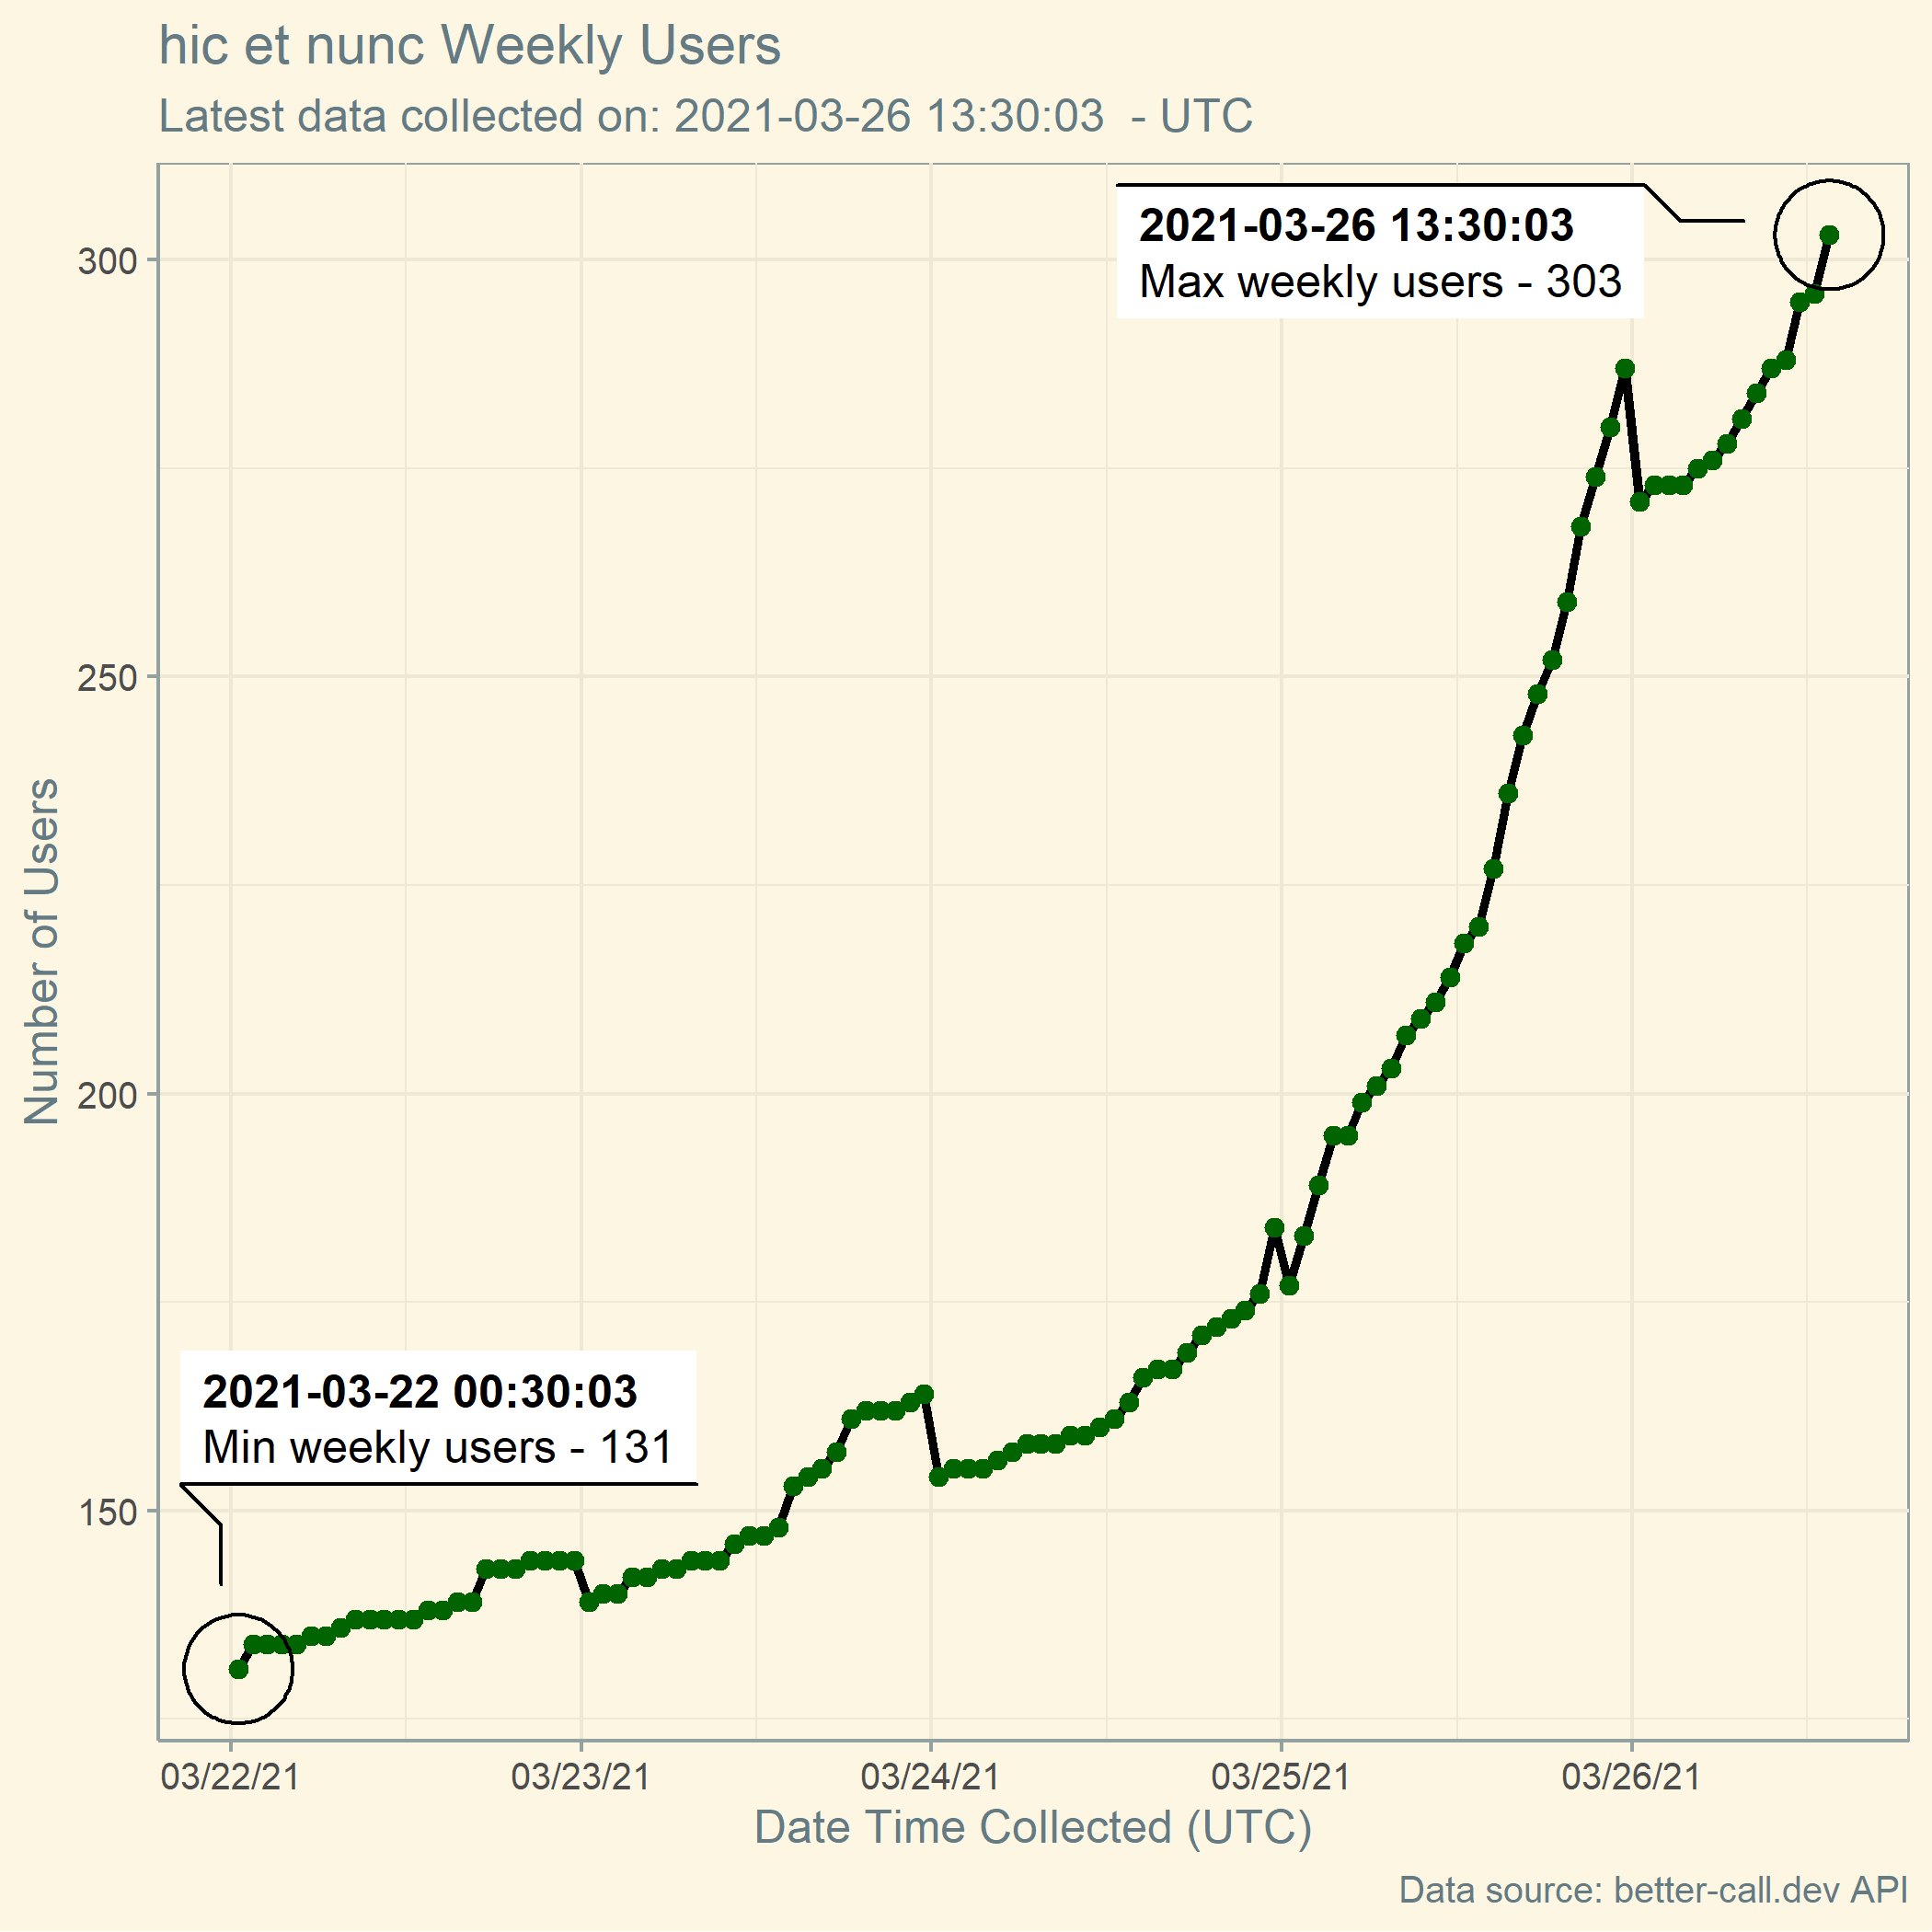 hic et nunc Weekly Users
Latest data collected on: 2021-03-26 13:30:03  - UTC
2021-03-26 13:30:03
Max weekly users - 303
300
250
200
150
Number of Users
2021-03-22 00:30:03
Min weekly users - 131
03/22/21
03/23/21
03/24/21
03/25/21
03/26/21
Date Time Collected (UTC)
Data source: better-call.dev API